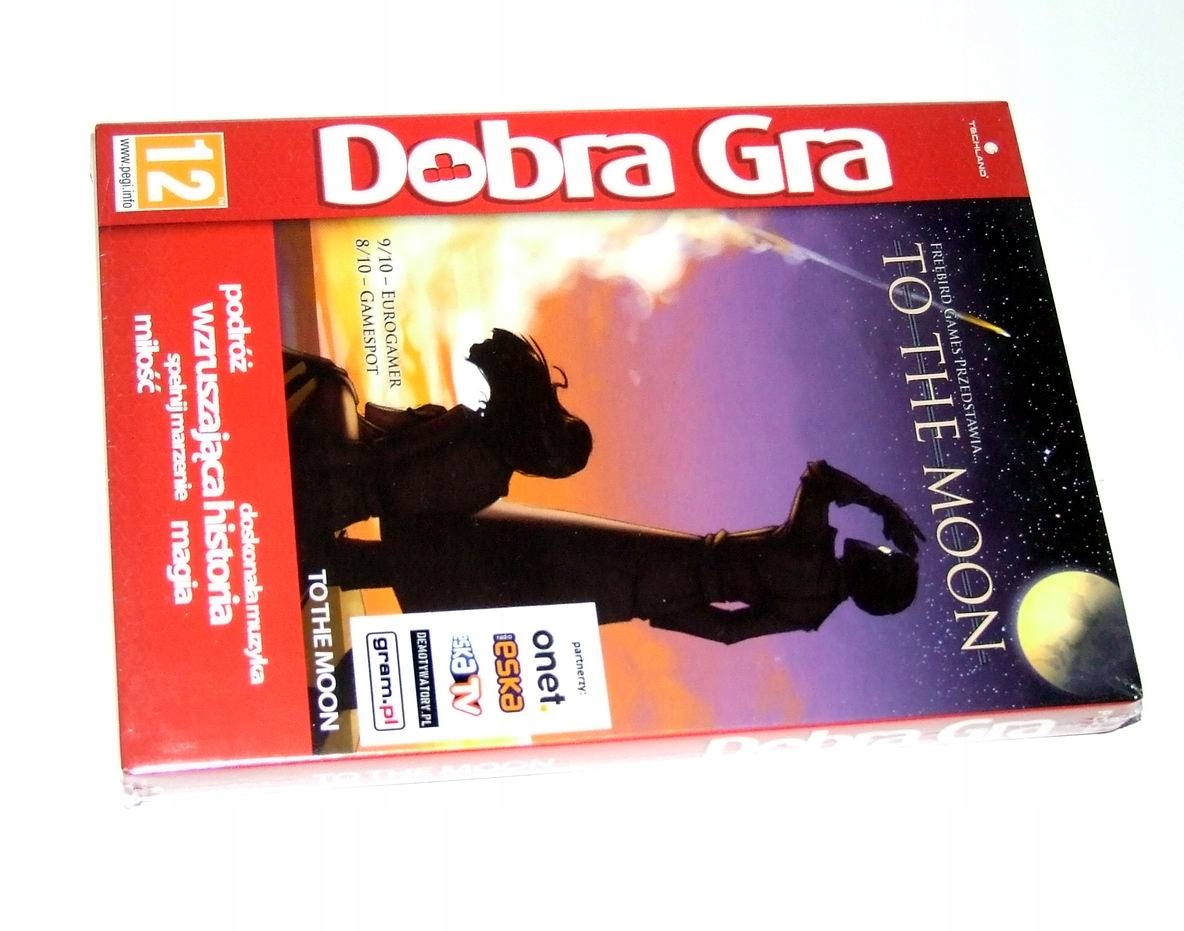 Dobra Gra
TECHLAND
12
www.pegi.info
FREEBIRD GAMES PRZEDSTAWIA
TO THE MOON
9/10 – EUROGAMER
8/10 – GAMESPOT
podróż
doskonała muzyka
wzruszająca historia
spełnij marzenie
magia
miłość
TO THE MOON
partnerzy:
onet.
radio
eska
eska TV
DEMOTYWATORY.PL
gram.pl
TO THE MOON
Dobra Gra